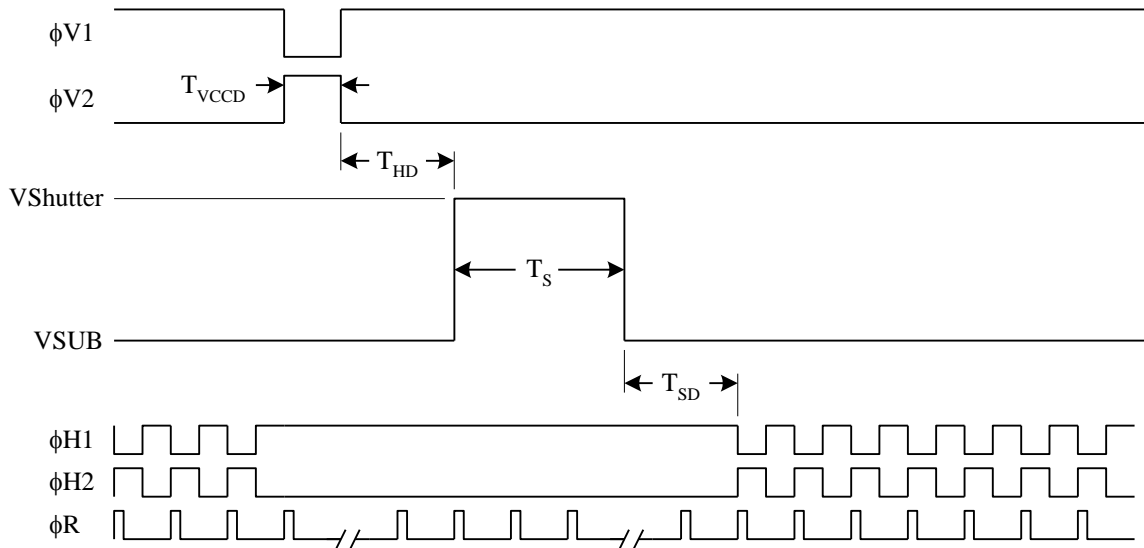 ϕV1
ϕV2
T_VCCD
T_HD
VShutter
T_S
VSUB
T_SD
ϕH1
ϕH2
ϕR